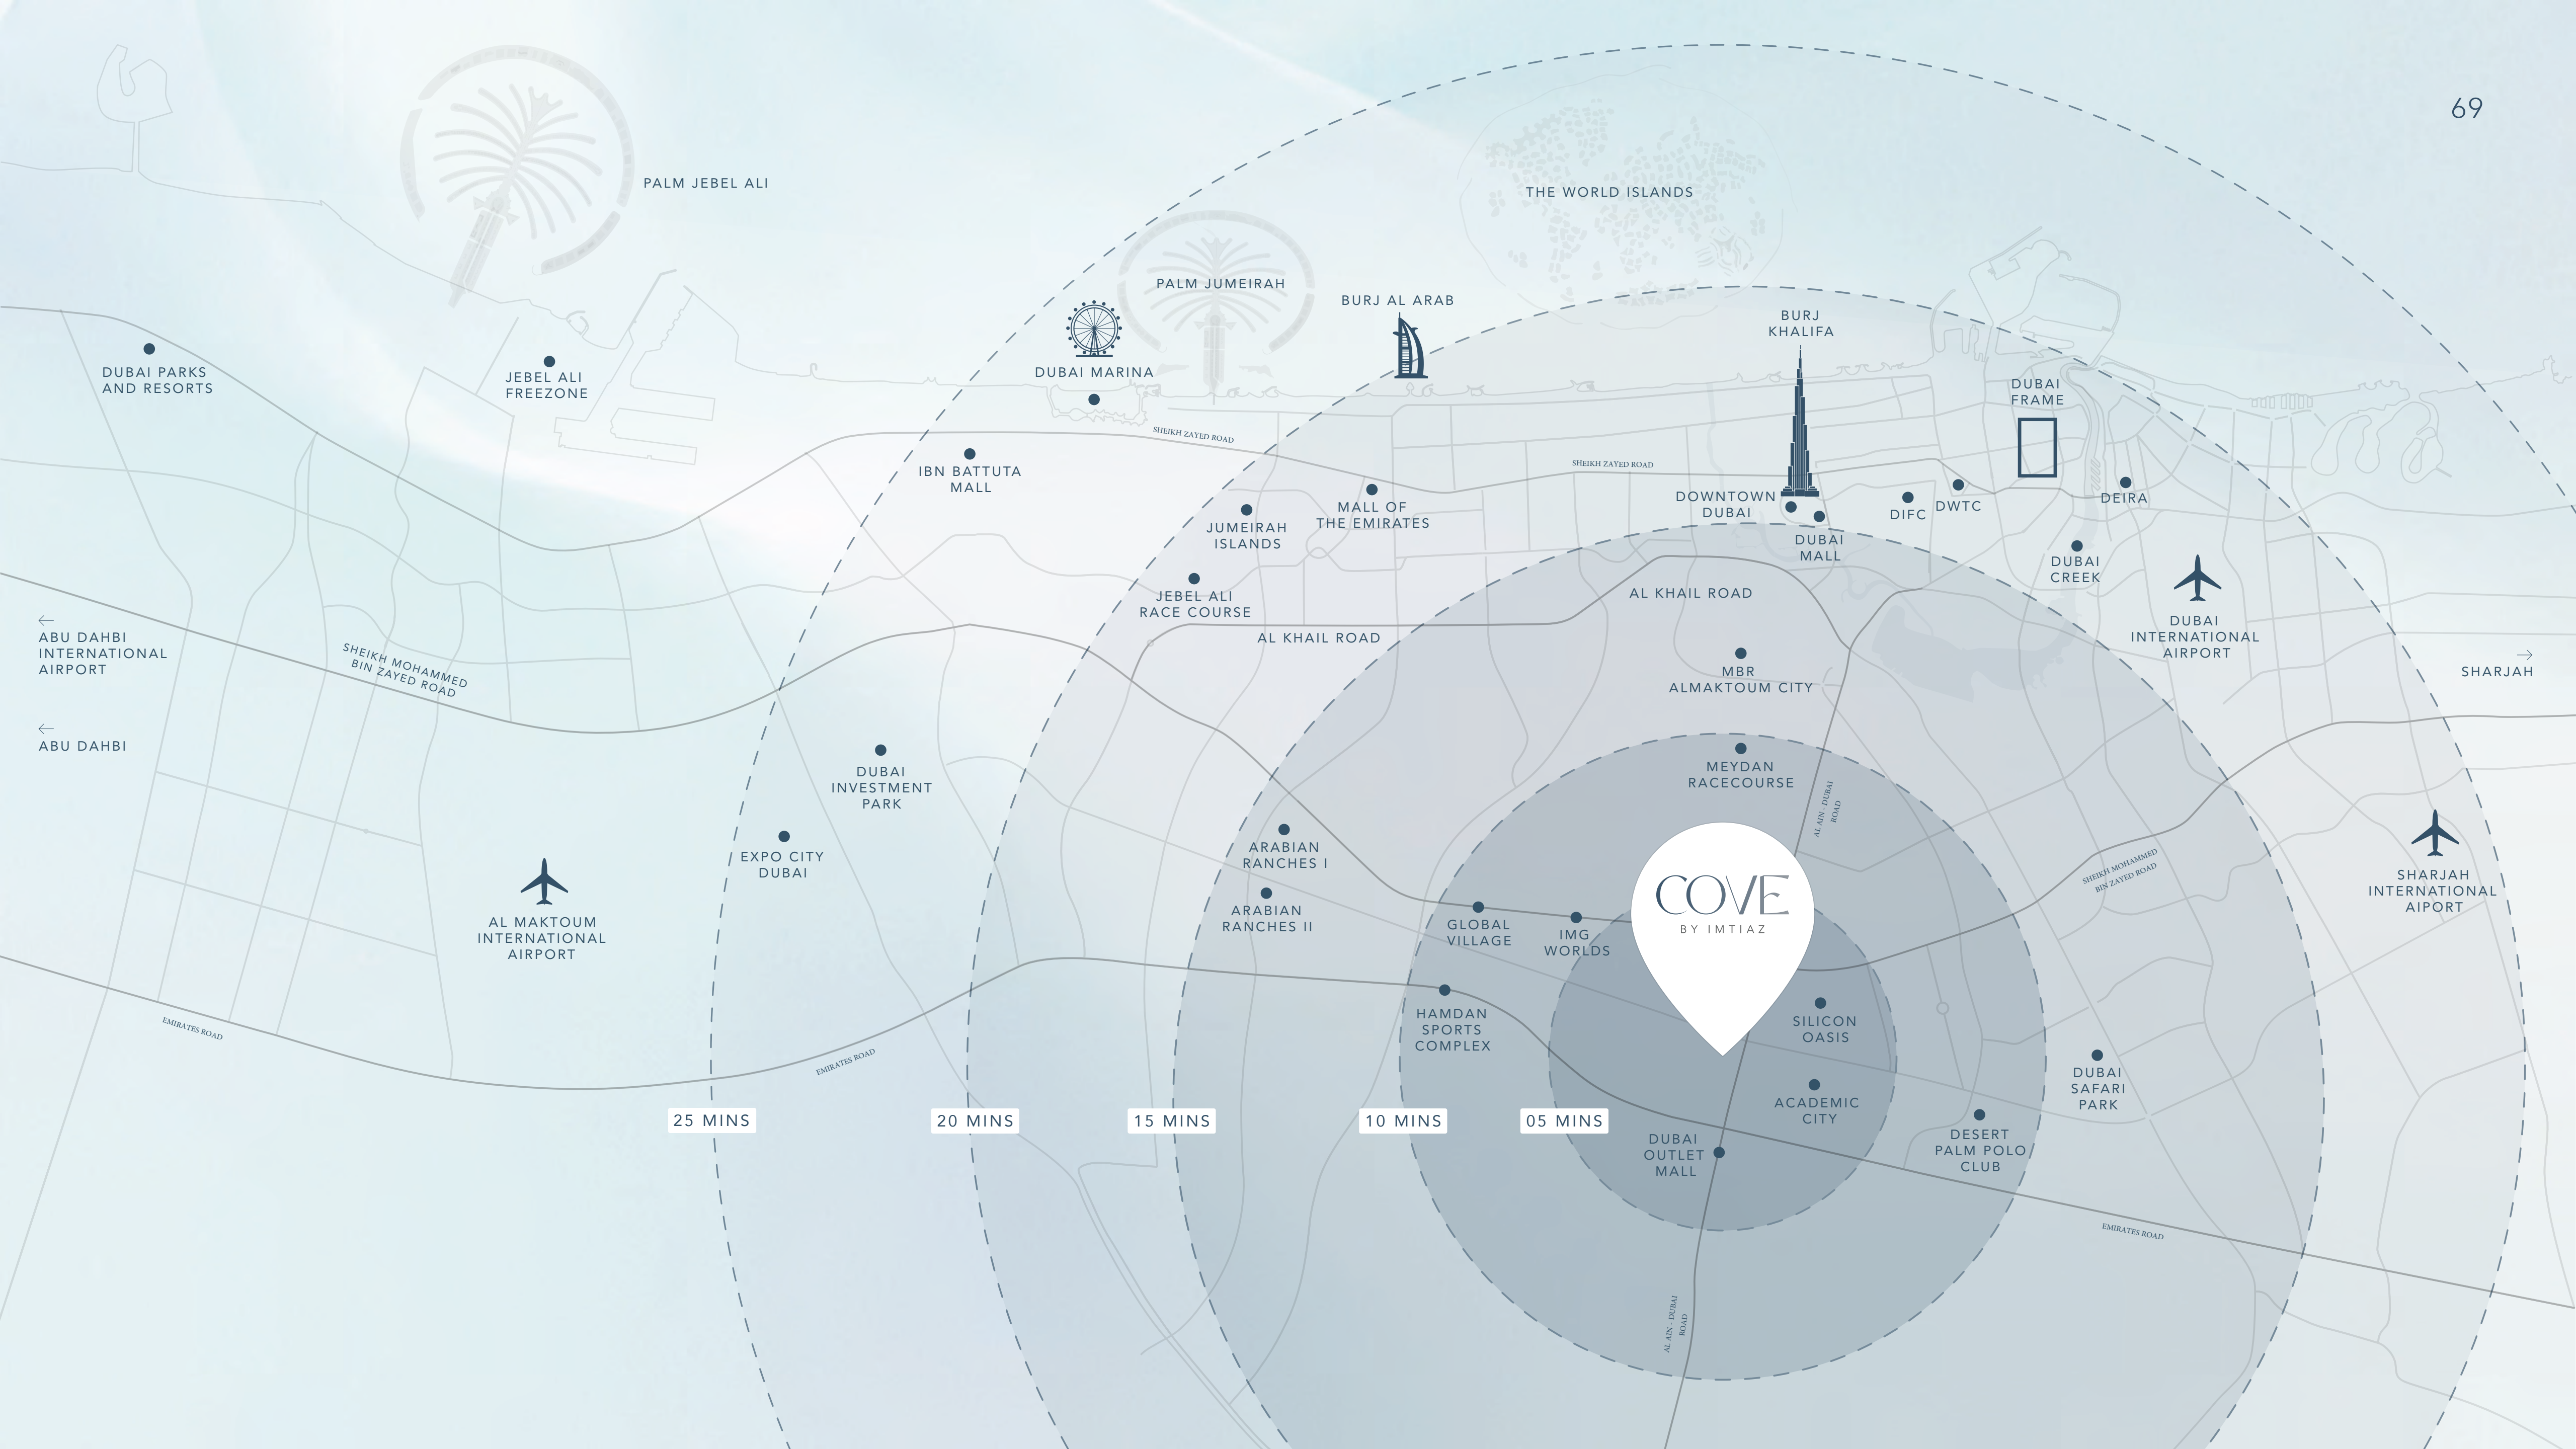 69
PALM JEBEL ALI
THE WORLD ISLANDS
PALM JUMEIRAH
BURJ AL ARAB
BURJ
KHALIFA
DUBAI PARKS
AND RESORTS
JEBEL ALI
FREEZONE
DUBAI MARINA
DUBAI
FRAME
SHEIKH ZAYED ROAD
SHEIKH ZAYED ROAD
IBN BATTUTA
MALL
JUMEIRAH
ISLANDS
MALL OF
THE EMIRATES
DOWNTOWN
DUBAI
DIFC
DWTC
DEIRA
DUBAI
MALL
DUBAI
CREEK
JEBEL ALI
RACE COURSE
AL KHAIL ROAD
AL KHAIL ROAD
←
ABU DAHBI
INTERNATIONAL
AIRPORT
SHEIKH MOHAMMED
BIN ZAYED ROAD
MBR
ALMAKTOUM CITY
DUBAI
INTERNATIONAL
AIRPORT
→
SHARJAH
←
ABU DAHBI
DUBAI
INVESTMENT
PARK
MEYDAN
RACECOURSE
AL AIN - DUBAI
ROAD
EXPO CITY
DUBAI
ARABIAN
RANCHES I
ARABIAN
RANCHES II
SHEIKH MOHAMMED
BIN ZAYED ROAD
SHARJAH
INTERNATIONAL
AIPORT
AL MAKTOUM
INTERNATIONAL
AIRPORT
GLOBAL
VILLAGE
IMG
WORLDS
COVE
BY IMTIAZ
EMIRATES ROAD
EMIRATES ROAD
HAMDAN
SPORTS
COMPLEX
SILICON
OASIS
DUBAI
SAFARI
PARK
ACADEMIC
CITY
25 MINS
20 MINS
15 MINS
10 MINS
05 MINS
DUBAI
OUTLET
MALL
DESERT
PALM POLO
CLUB
EMIRATES ROAD
AL AIN - DUBAI
ROAD